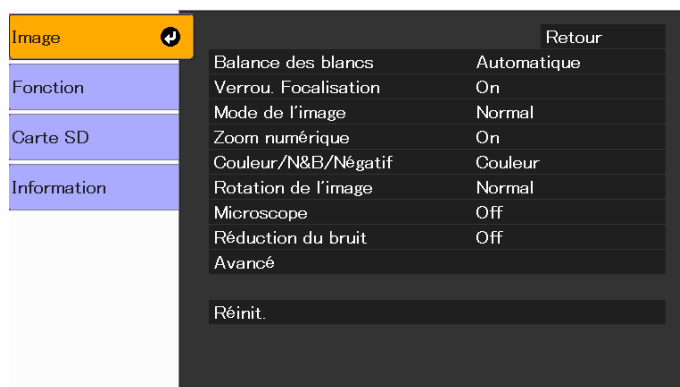 Image
Fonction
Carte SD
Information
Retour
Balance des blancs Automatique
Verrou. Focalisation On
Mode de l'image Normal
Zoom numérique On
Couleur/N&B/Négatif Couleur
Rotation de l'image Normal
Microscope Off
Réduction du bruit Off
Avancé
Réinit.